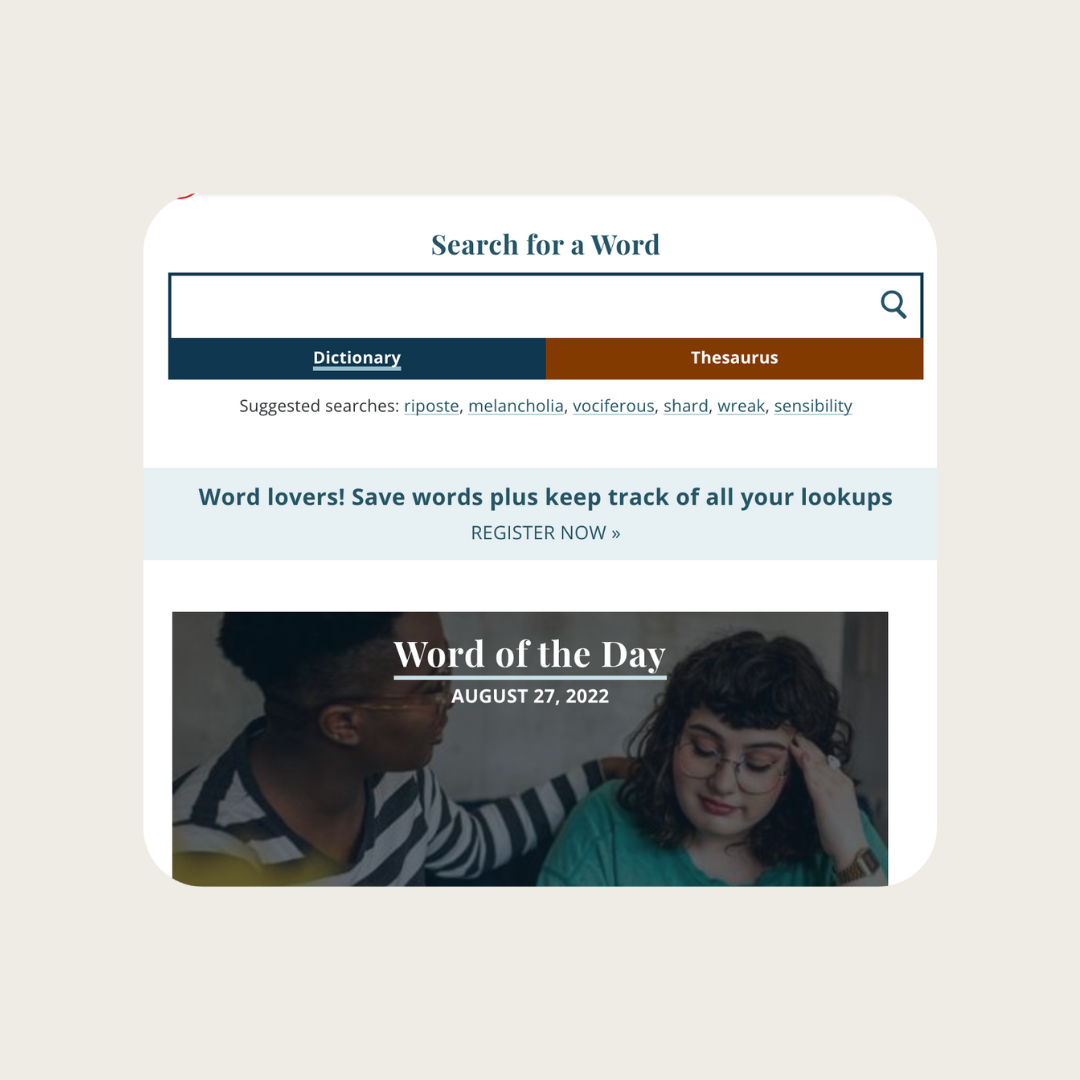 Search for a Word
Dictionary
Thesaurus
Suggested searches: riposte, melancholia, vociferous, shard, wreak, sensibility
Word lovers! Save words plus keep track of all your lookups
REGISTER NOW »
Word of the Day
AUGUST 27, 2022